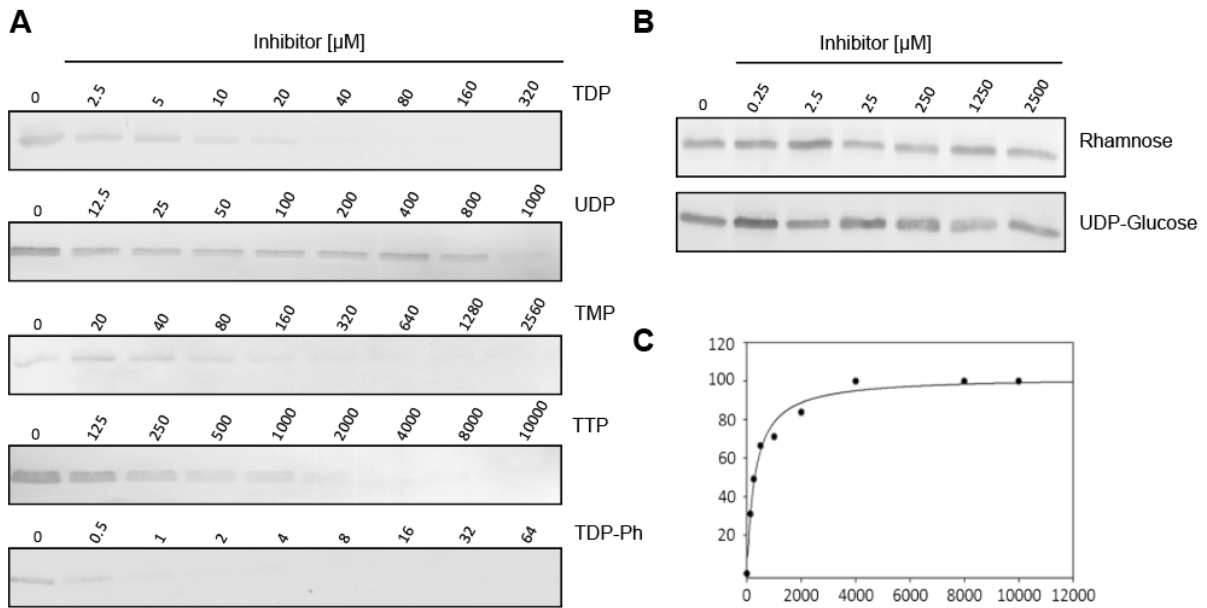 A
Inhibitor [µM]
0 2.5 5 10 20 40 80 160 320 TDP
0 12.5 25 50 100 200 400 800 1000 UDP
0 20 40 80 160 320 640 1280 2560 TMP
0 125 250 500 1000 2000 4000 8000 10000 TTP
0 0.5 1 2 4 8 16 32 64 TDP-Ph
B
Inhibitor [µM]
0 0.25 2.5 25 250 1250 2500
Rhamnose
UDP-Glucose
C
120
100
80
60
40
20
0 2000 4000 6000 8000 10000 12000